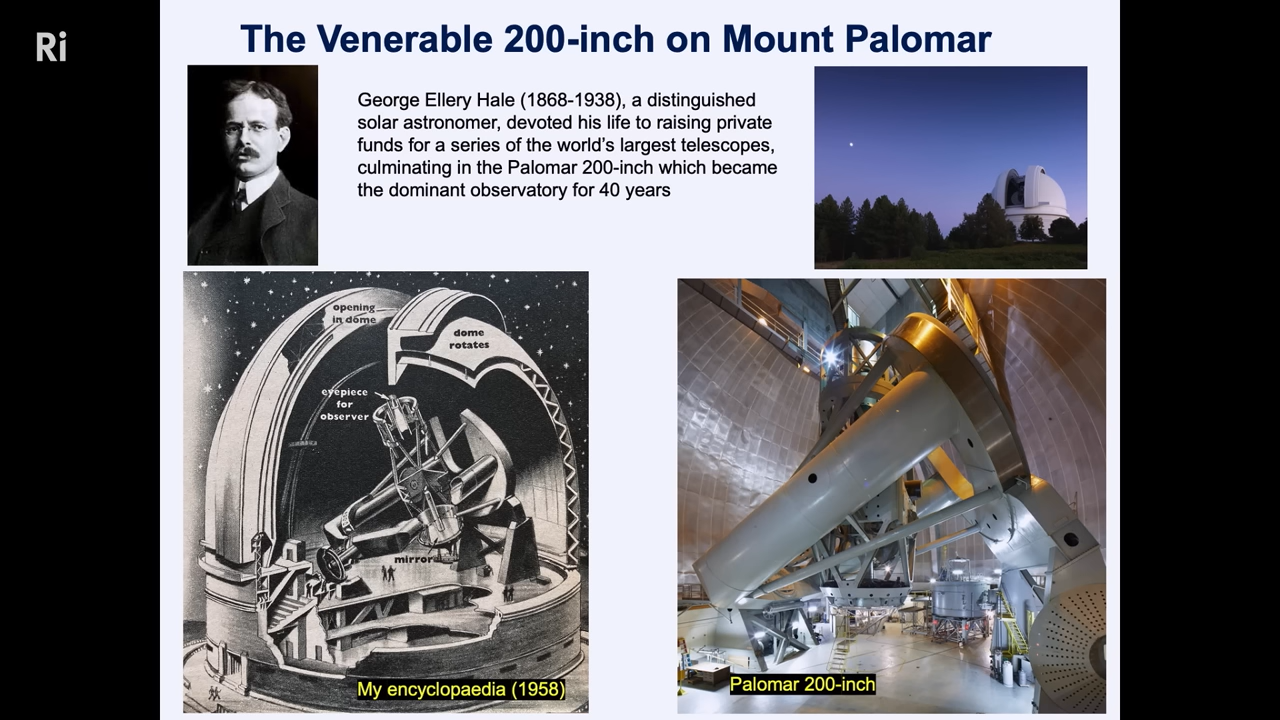 Ri
The Venerable 200-inch on Mount Palomar
George Ellery Hale (1868-1938), a distinguished
solar astronomer, devoted his life to raising private
funds for a series of the world’s largest telescopes,
culminating in the Palomar 200-inch which became
the dominant observatory for 40 years
opening
in dome
dome
rotates
eyepiece
for
observer
mirror
My encyclopaedia (1958)
Palomar 200-inch